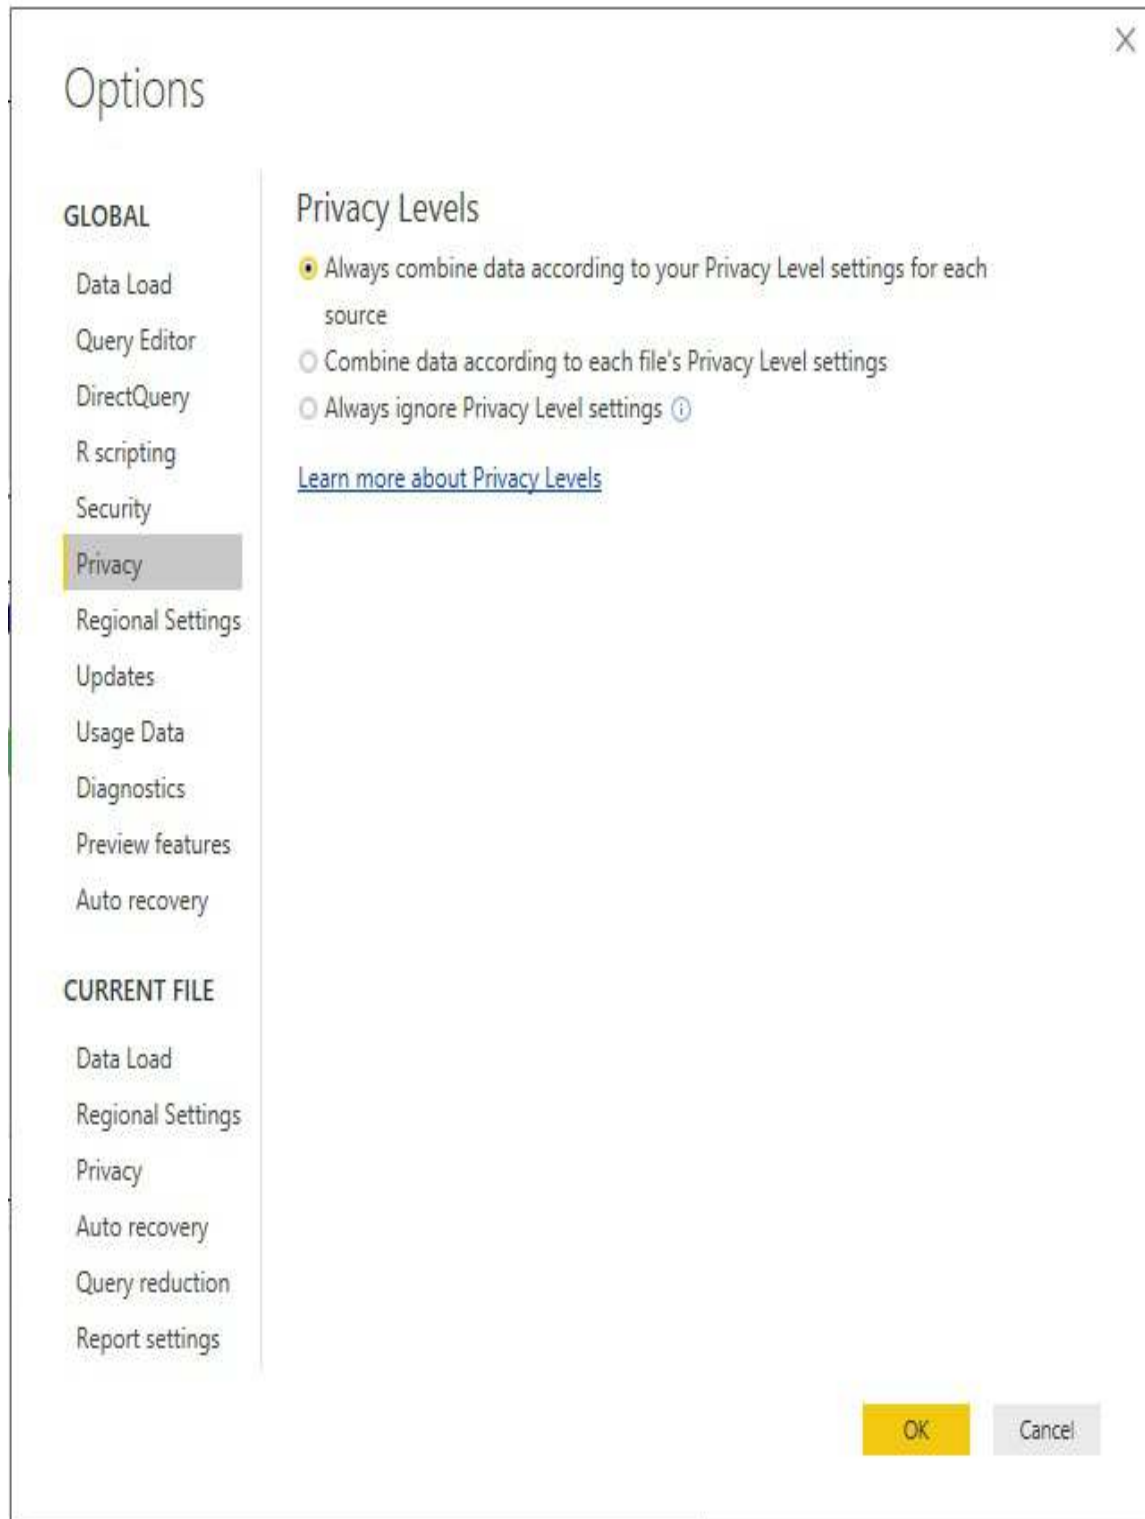 Options
GLOBAL
Data Load
Query Editor
DirectQuery
R scripting
Security
Privacy
Regional Settings
Updates
Usage Data
Diagnostics
Preview features
Auto recovery
CURRENT FILE
Data Load
Regional Settings
Privacy
Auto recovery
Query reduction
Report settings
Privacy Levels
Always combine data according to your Privacy Level settings for each
source
Combine data according to each file's Privacy Level settings
Always ignore Privacy Level settings
Learn more about Privacy Levels
OK
Cancel